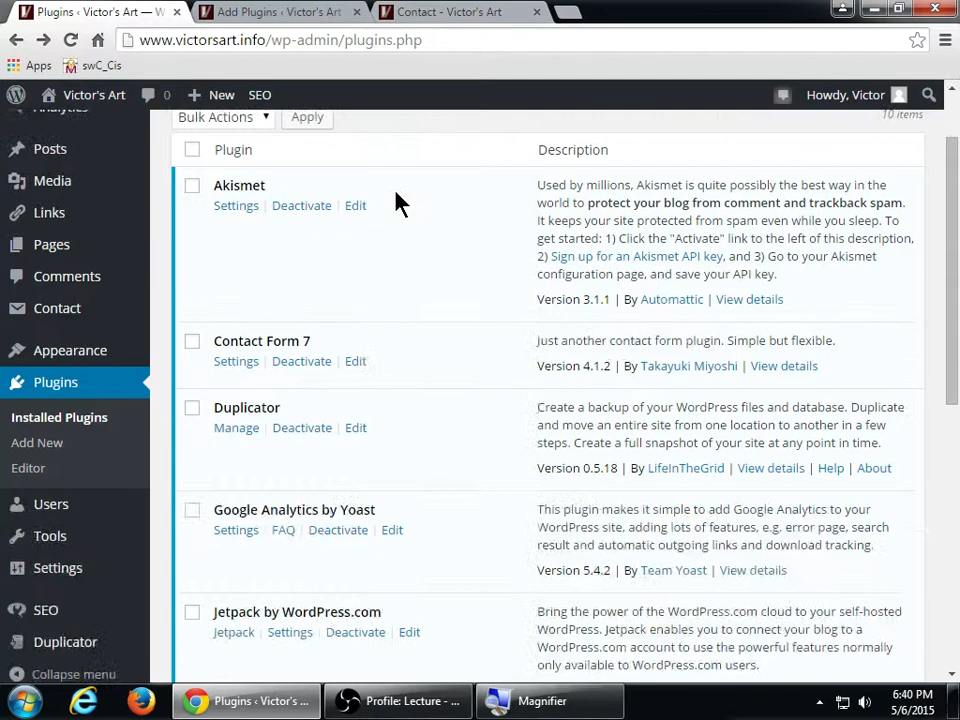 Plugins ‹ Victor's Art — W
Add Plugins ‹ Victor's Art
Contact - Victor's Art
www.victorsart.info/wp-admin/plugins.php
Apps
swC_Cis
Victor's Art
0
New
SEO
Howdy, Victor
Analytics
Posts
Media
Links
Pages
Comments
Contact
Appearance
Plugins
Installed Plugins
Add New
Editor
Users
Tools
Settings
SEO
Duplicator
Collapse menu
Bulk Actions
Apply
10 items
Plugin
Description
Akismet
Settings | Deactivate | Edit
Used by millions, Akismet is quite possibly the best way in the
world to protect your blog from comment and trackback spam.
It keeps your site protected from spam even while you sleep. To
get started: 1) Click the "Activate" link to the left of this description,
2) Sign up for an Akismet API key, and 3) Go to your Akismet
configuration page, and save your API key.
Version 3.1.1 | By Automattic | View details
Contact Form 7
Settings | Deactivate | Edit
Just another contact form plugin. Simple but flexible.
Version 4.1.2 | By Takayuki Miyoshi | View details
Duplicator
Manage | Deactivate | Edit
Create a backup of your WordPress files and database. Duplicate
and move an entire site from one location to another in a few
steps. Create a full snapshot of your site at any point in time.
Version 0.5.18 | By LifeInTheGrid | View details | Help | About
Google Analytics by Yoast
Settings | FAQ | Deactivate | Edit
This plugin makes it simple to add Google Analytics to your
WordPress site, adding lots of features, e.g. error page, search
result and automatic outgoing links and download tracking.
Version 5.4.2 | By Team Yoast | View details
Jetpack by WordPress.com
Jetpack | Settings | Deactivate | Edit
Bring the power of the WordPress.com cloud to your self-hosted
WordPress. Jetpack enables you to connect your blog to a
WordPress.com account to use the powerful features normally
only available to WordPress.com users.
Plugins ‹ Victor's ...
Profile: Lecture - ...
Magnifier
6:40 PM
5/6/2015